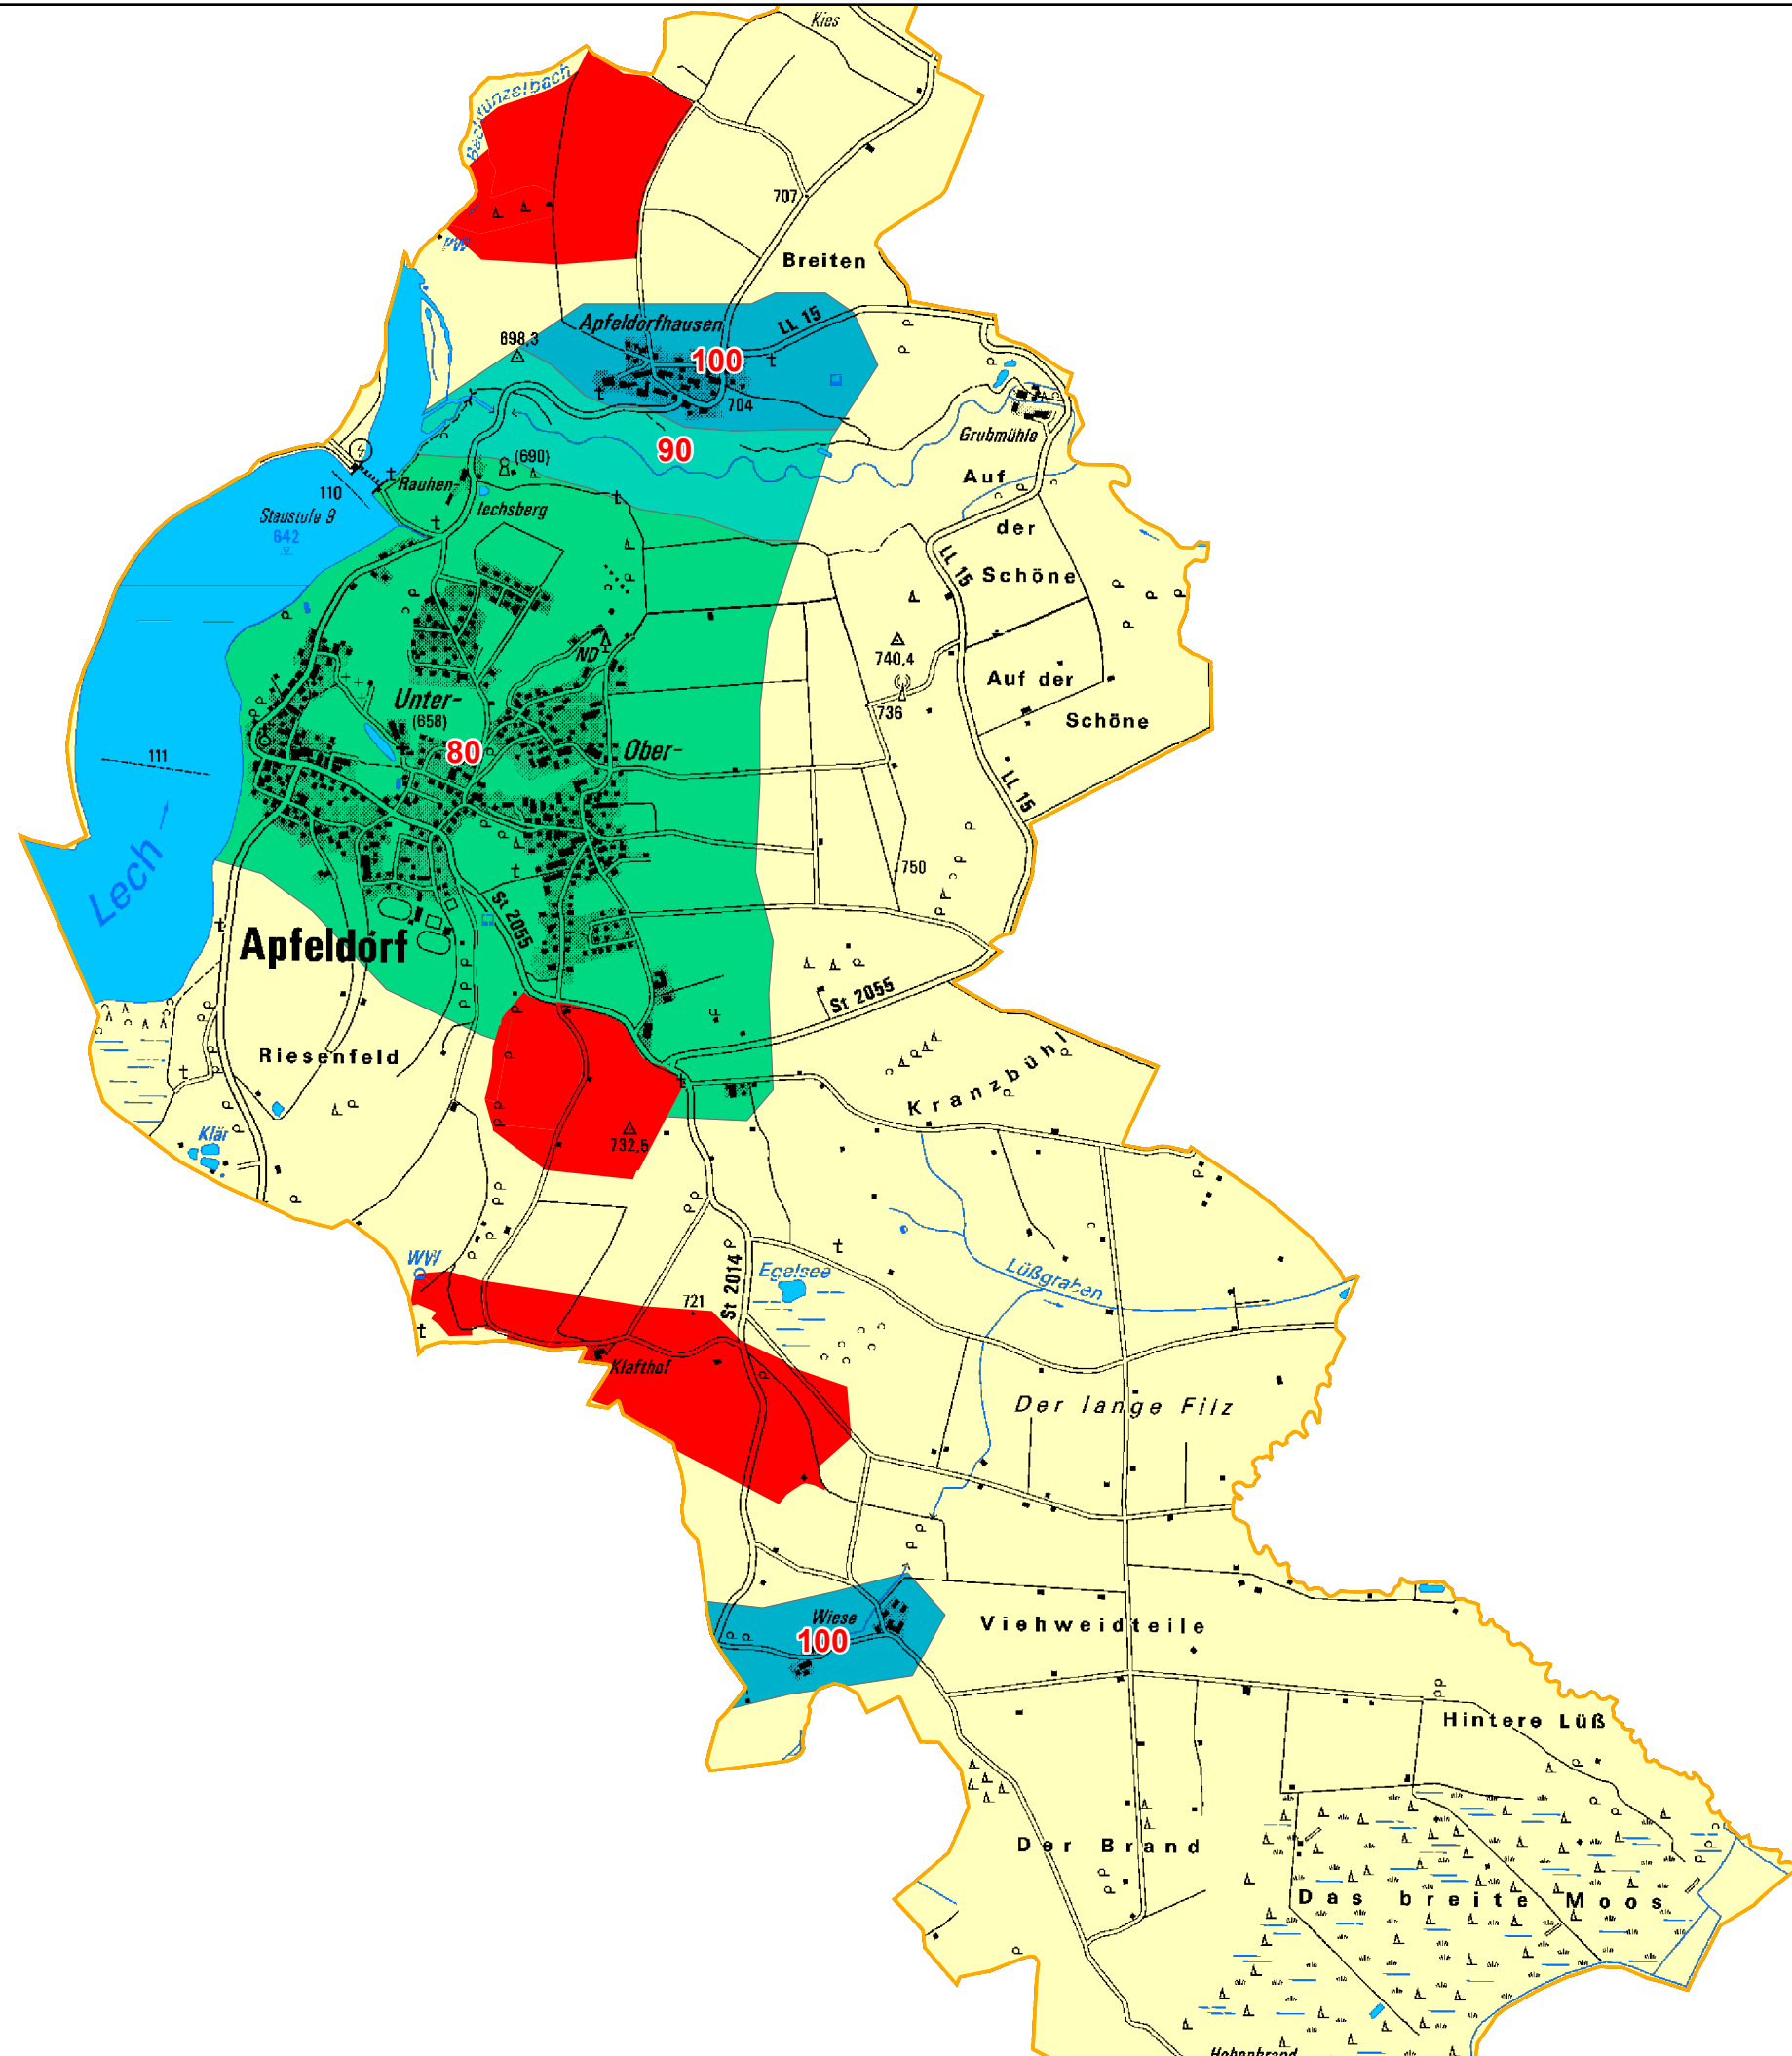 Kies
Bachrunzelbach
PW
707
Breiten
Apfeldorfhausen
LL 15
698,3
100
704
90
Grubmühle
(690)
Rauhen-
lechsberg
Auf
der
Schöne
110
Staustufe 9
642
LL 15
ND
740,4
736
Auf der
Schöne
Unter-
(658)
80
Ober-
111
LL 15
Lech
750
St 2055
Apfeldorf
St 2055
Riesenfeld
Kranzbühl
Klär
732,5
WW
St 2014
Egelsee
721
Lüßgraben
Klafthof
Der lange Filz
Wiese
100
Viehweidteile
Hintere Lüß
Der Brand
Das breite Moos
Hohenbrand